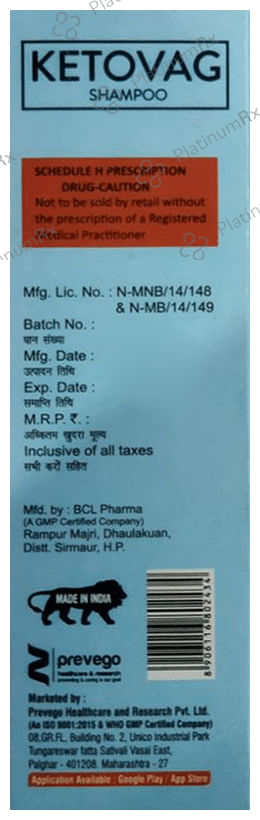 KETOVAG
SHAMPOO
PlatinumRx
SCHEDULE H PRESCRIPTION
DRUG-CAUTION
Not to be sold by retail without
the prescription of a Registered
Medical Practitioner
Mfg. Lic. No. : N-MNB/14/148
& N-MB/14/149
Batch No. :
घान संख्या
Mfg. Date :
उत्पादन तिथि
Exp. Date :
समाप्ति तिथि
M.R.P. ₹. :
अधिकतम खुदरा मूल्य
Inclusive of all taxes
सभी करों सहित
Mfd. by : BCL Pharma
(A GMP Certified Company)
Rampur Majri, Dhaulakuan,
Distt. Sirmaur, H.P.
MADE IN INDIA
8906116802434
prevego
healthcare & research
Marketed by :
Prevego Healthcare and Research Pvt. Ltd.
(An ISO 9001:2015 & WHO GMP Certified Company)
08,GR.FL, Building No. 2, Unico Industrial Park
Tungareswar fatta Sativali Vasai East,
Palghar - 401208. Maharashtra - 27
Application Available : Google Play / App Store